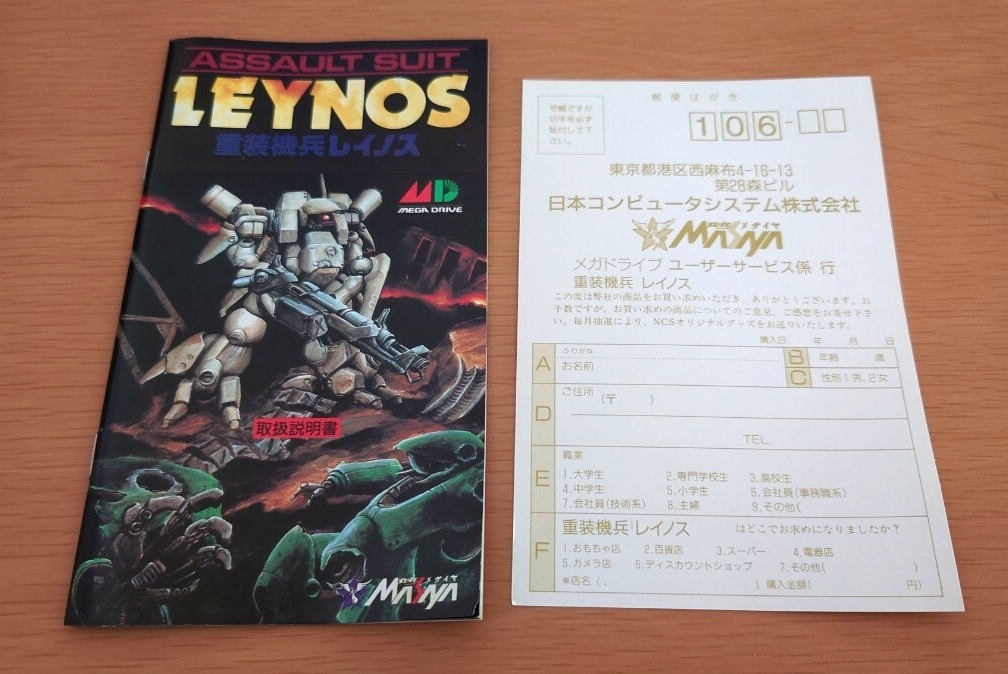 ASSAULT SUIT
LEYNOS
重装機兵レイノス
MD
MEGA DRIVE
取扱説明書
メサイヤ
MASAYA
郵便はがき
恐縮ですが
切手を必ず
貼付して下
さい。
106-
東京都港区西麻布4-16-13
第28森ビル
日本コンピュータシステム株式会社
メサイヤ
MASAYA
メガドライブ ユーザーサービス係 行
重装機兵 レイノス
この度は弊社の商品をお買い求めいただき、ありがとうございます。お
手数ですが、お買い求めの商品についてのご意見、ご感想をお寄せ下さ
い。毎月抽選により、NCSオリジナルグッズをお送りいたします。
購入日 年 月 日
A ふりがな
お名前
B 年齢 歳
C 性別 1男、2女
D ご住所
(〒 )
TEL.
E 職業
1.大学生 2.専門学校生 3.高校生
4.中学生 5.小学生 6.会社員(事務職系)
7.会社員(技術系) 8.主婦 9.その他(
F 重装機兵 レイノス はどこでお求めになりましたか?
1.おもちゃ店 2.百貨店 3.スーパー 4.電器店
5.カメラ店 6.ディスカウントショップ 7.その他( )
※店名( . ) 購入金額( 円)